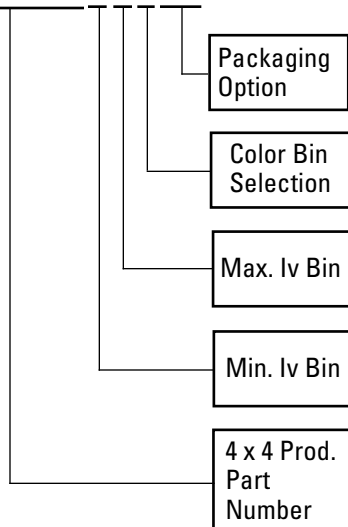 Packaging
Option
Color Bin
Selection
Max. Iv Bin
Min. Iv Bin
4 x 4 Prod.
Part
Number